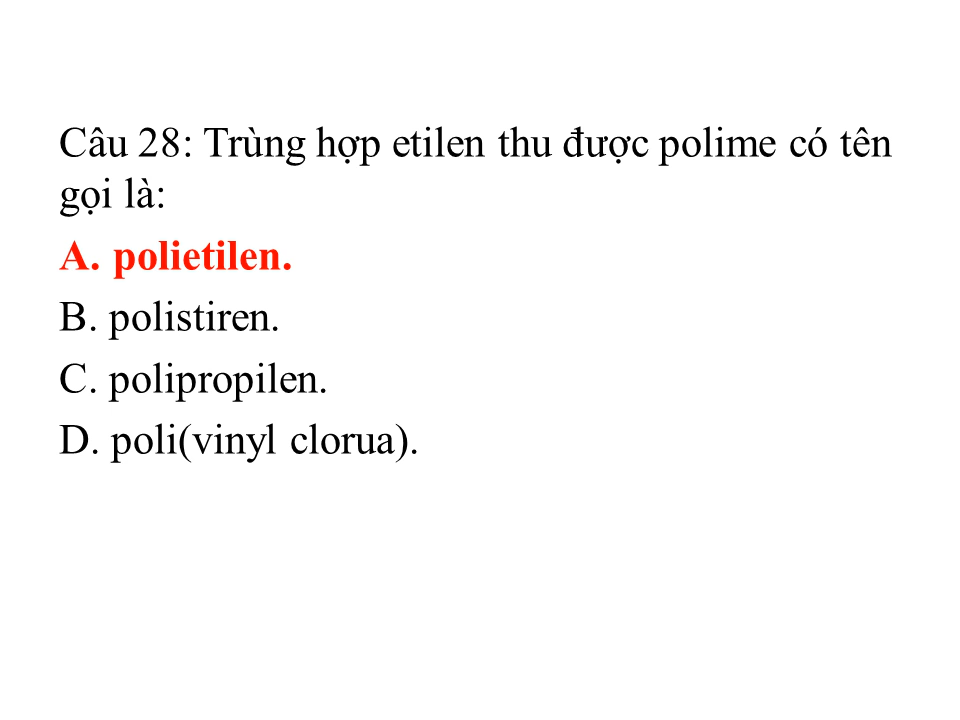 Câu 28: Trùng hợp etilen thu được polime có tên
gọi là:
A. polietilen.
B. polistiren.
C. polipropilen.
D. poli(vinyl clorua).